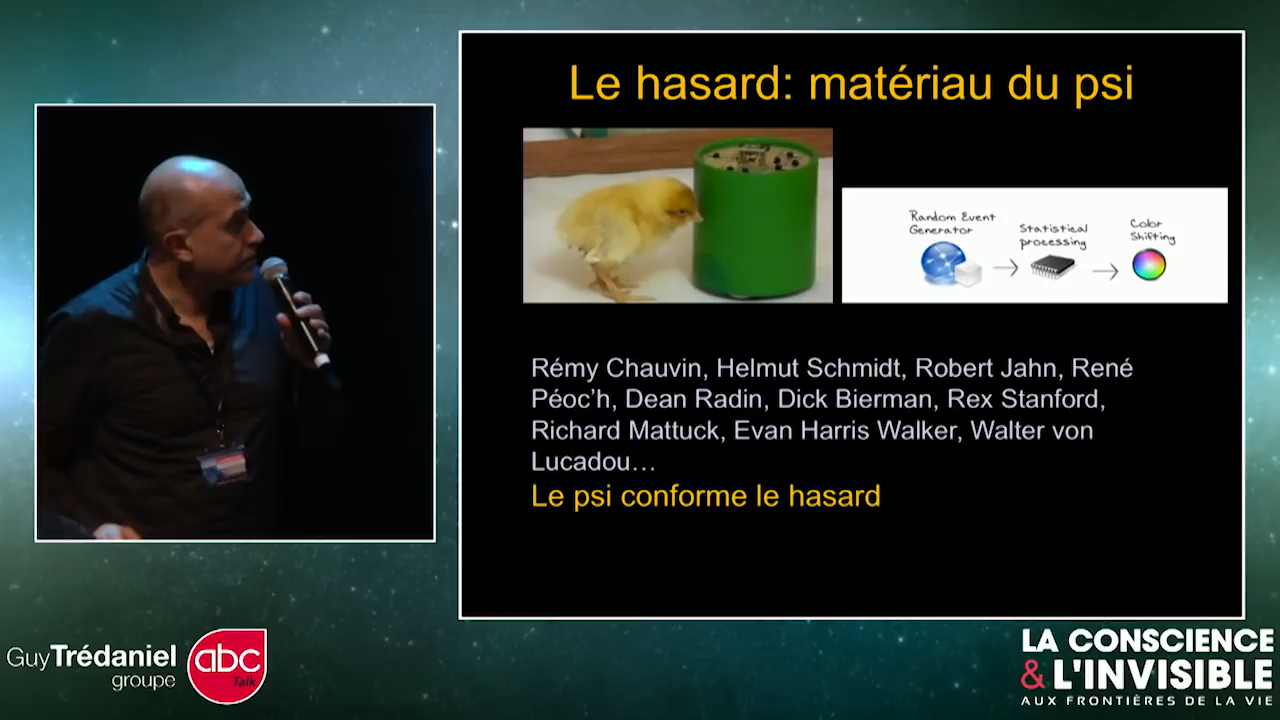 Le hasard: matériau du psi
Random Event
Generator
Statistical
processing
Color
Shifting
Rémy Chauvin, Helmut Schmidt, Robert Jahn, René
Péoc’h, Dean Radin, Dick Bierman, Rex Stanford,
Richard Mattuck, Evan Harris Walker, Walter von
Lucadou…
Le psi conforme le hasard
GuyTrédaniel
groupe
abc
Talk
LA CONSCIENCE
& L'INVISIBLE
AUX FRONTIÈRES DE LA VIE